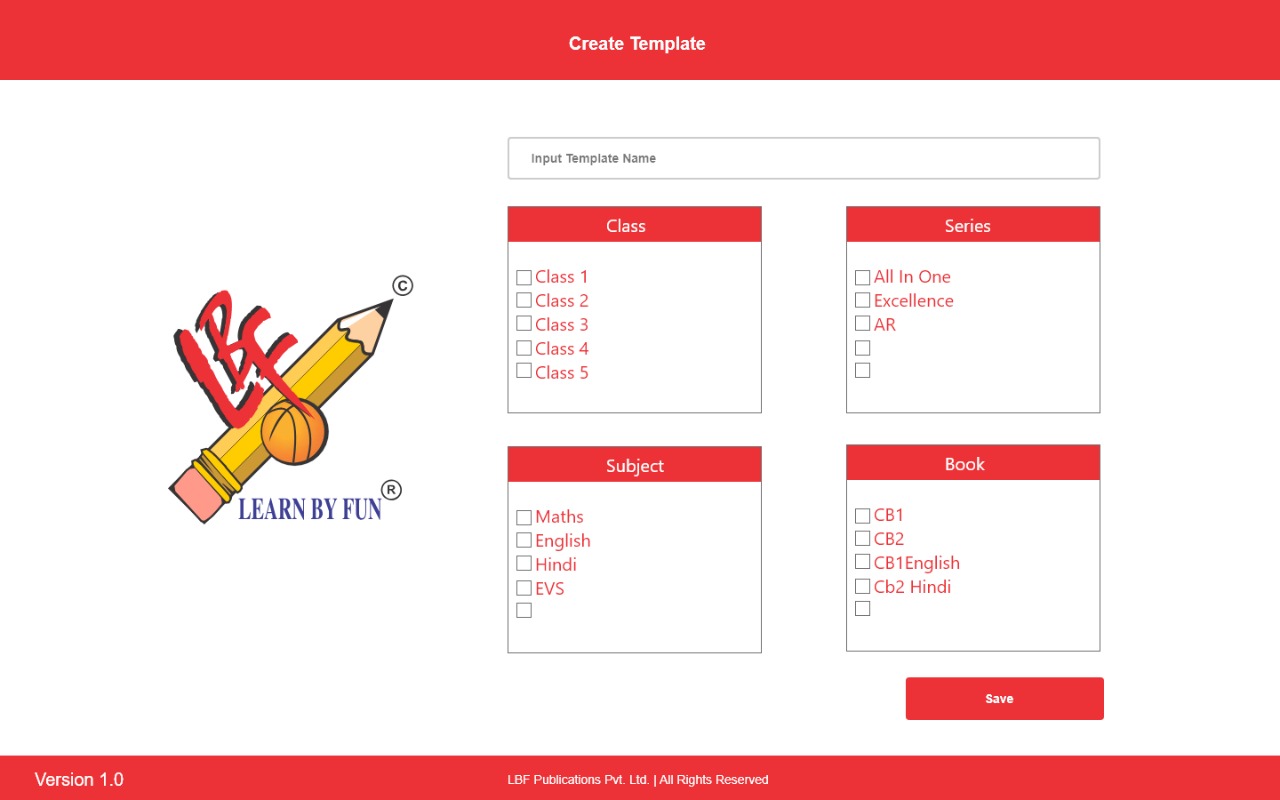 Create Template
Input Template Name
Class
Class 1
Class 2
Class 3
Class 4
Class 5
Series
All In One
Excellence
AR
©
LBF
LEARN BY FUN®
Subject
Maths
English
Hindi
EVS
Book
CB1
CB2
CB1English
Cb2 Hindi
Save
Version 1.0
LBF Publications Pvt. Ltd. | All Rights Reserved